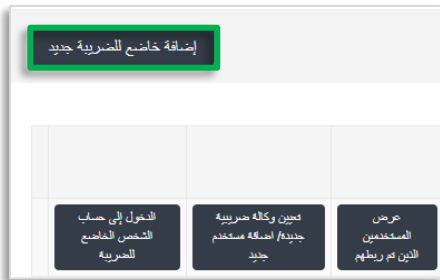 إضافة خاضع للضريبة جديد
عرض
المستخدمين
الذين تم ربطهم
تعيين وكالة ضريبية
جديدة/ اضافة مستخدم
جديد
الدخول إلى حساب
الشخص الخاضع
للضريبة